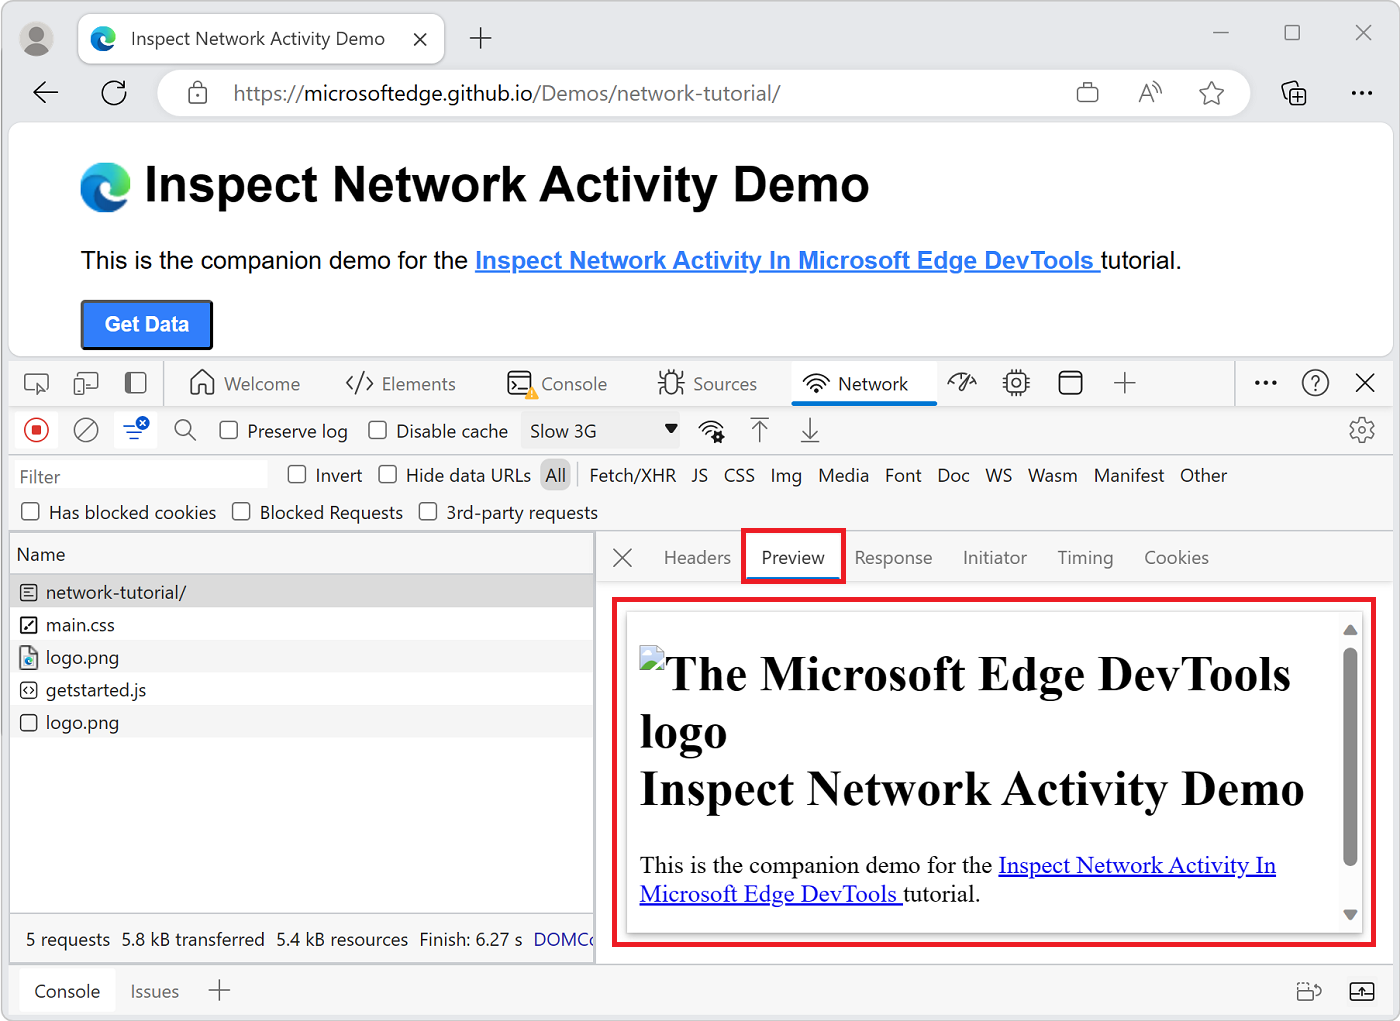 Inspect Network Activity Demo
https://microsoftedge.github.io/Demos/network-tutorial/
Inspect Network Activity Demo
This is the companion demo for the Inspect Network Activity In Microsoft Edge DevTools tutorial.
Get Data
Welcome Elements Console Sources Network
Preserve log Disable cache Slow 3G
Filter Invert Hide data URLs All Fetch/XHR JS CSS Img Media Font Doc WS Wasm Manifest Other
Has blocked cookies Blocked Requests 3rd-party requests
Name
Headers Preview Response Initiator Timing Cookies
network-tutorial/
main.css
logo.png
getstarted.js
logo.png
The Microsoft Edge DevTools
logo
Inspect Network Activity Demo
This is the companion demo for the Inspect Network Activity In
Microsoft Edge DevTools tutorial.
5 requests 5.8 kB transferred 5.4 kB resources Finish: 6.27 s DOMCo
Console Issues